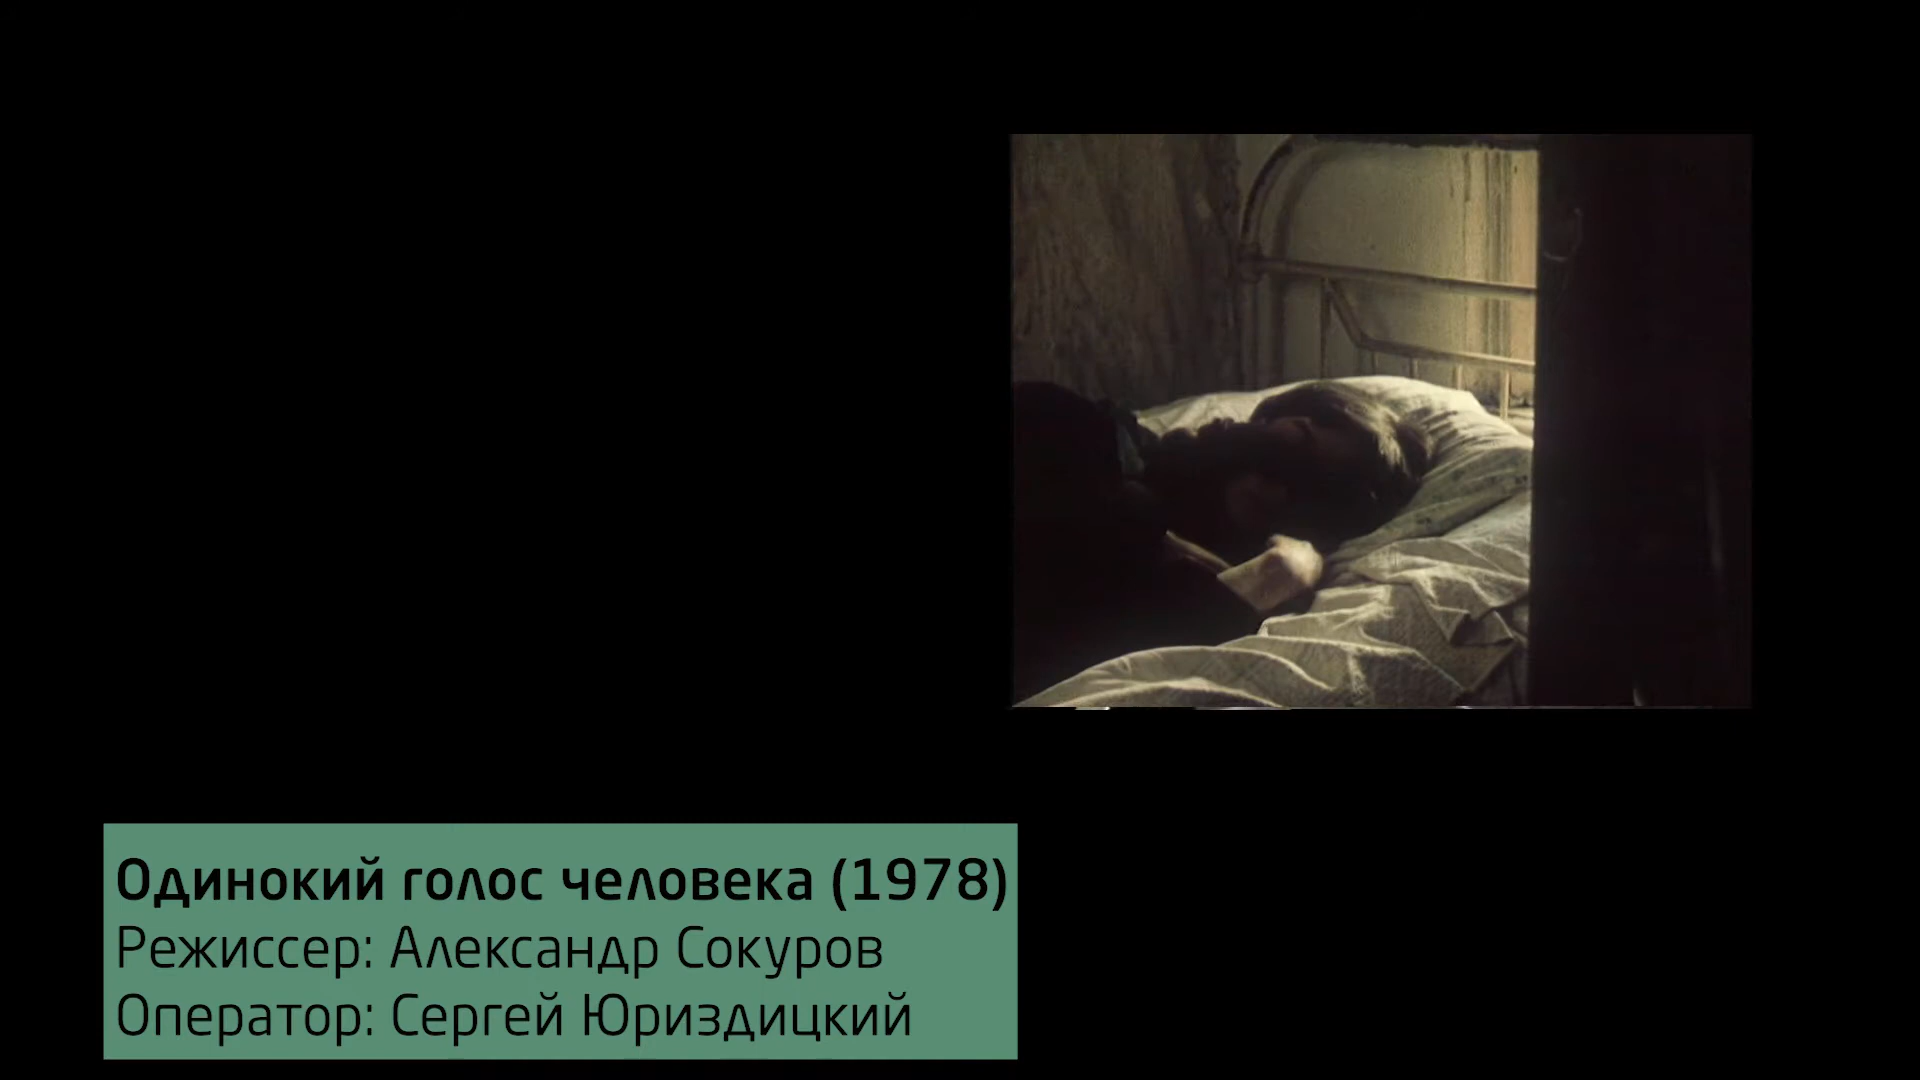 Одинокий голос человека (1978)
Режиссер: Александр Сокуров
Оператор: Сергей Юриздицкий